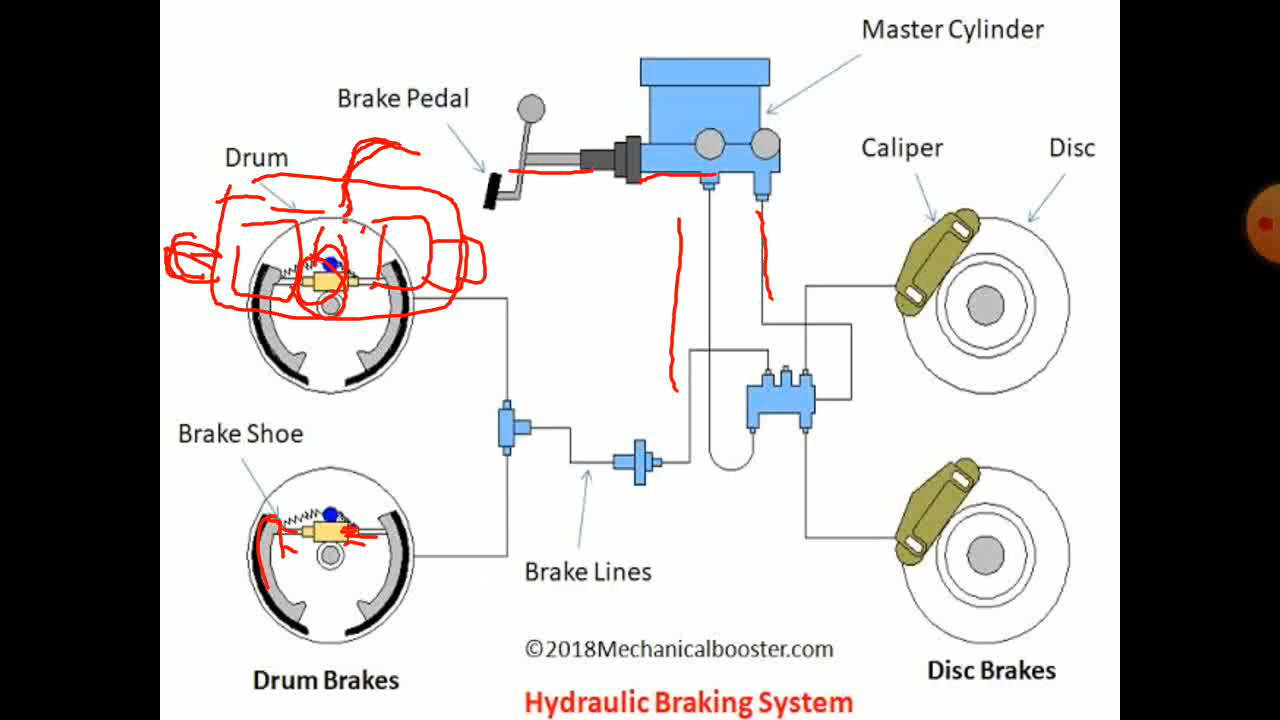 Master Cylinder
Brake Pedal
Drum
Caliper
Disc
Brake Shoe
Brake Lines
©2018Mechanicalbooster.com
Drum Brakes
Disc Brakes
Hydraulic Braking System